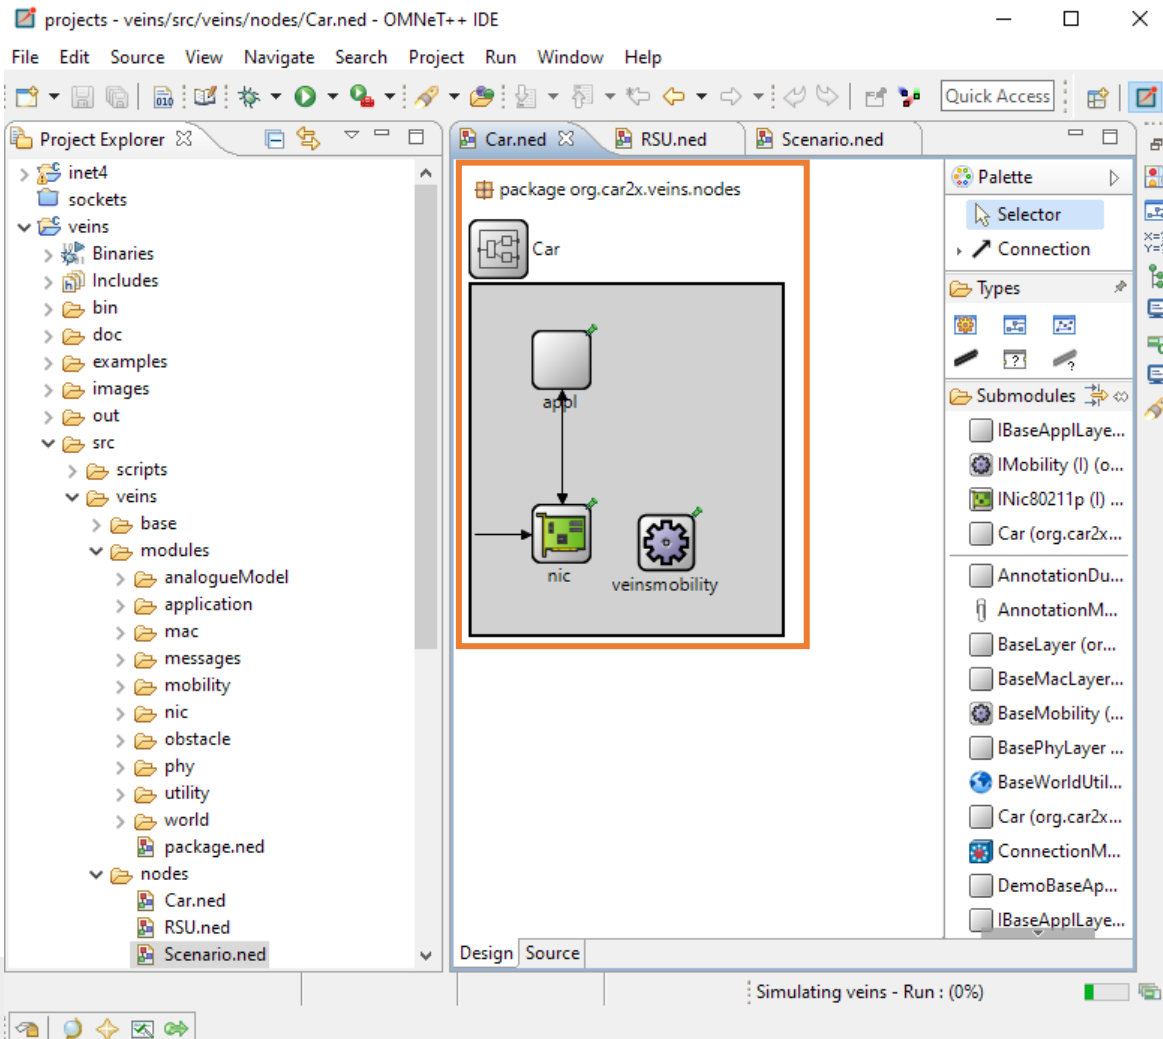 projects - veins/src/veins/nodes/Car.ned - OMNeT++ IDE
File Edit Source View Navigate Search Project Run Window Help
010
Quick Access
Project Explorer
Car.ned
RSU.ned
Scenario.ned
inet4
sockets
veins
Binaries
Includes
bin
doc
examples
images
out
src
scripts
veins
base
modules
analogueModel
application
mac
messages
mobility
nic
obstacle
phy
utility
world
package.ned
nodes
Car.ned
RSU.ned
Scenario.ned
package org.car2x.veins.nodes
Car
appl
nic
veinsmobility
Design Source
Palette
Selector
Connection
Types
Submodules
IBaseApplLaye...
IMobility (I) (o...
INic80211p (I) ...
Car (org.car2x...
AnnotationDu...
AnnotationM...
BaseLayer (or...
BaseMacLayer...
BaseMobility (...
BasePhyLayer ...
BaseWorldUtil...
Car (org.car2x...
ConnectionM...
DemoBaseAp...
IBaseApplLaye...
Simulating veins - Run : (0%)